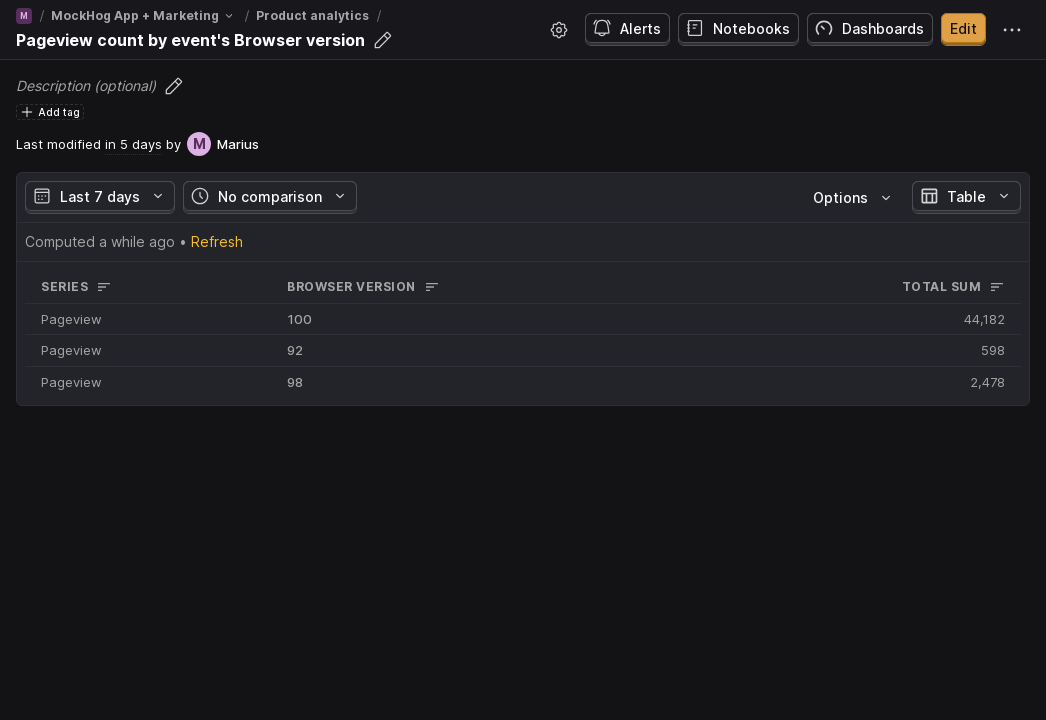 M / MockHog App + Marketing / Product analytics /
Pageview count by event's Browser version
Alerts Notebooks Dashboards Edit
Description (optional)
Add tag
Last modified in 5 days by M Marius
Last 7 days No comparison Options Table
Computed a while ago • Refresh
SERIES BROWSER VERSION TOTAL SUM
Pageview 100 44,182
Pageview 92 598
Pageview 98 2,478